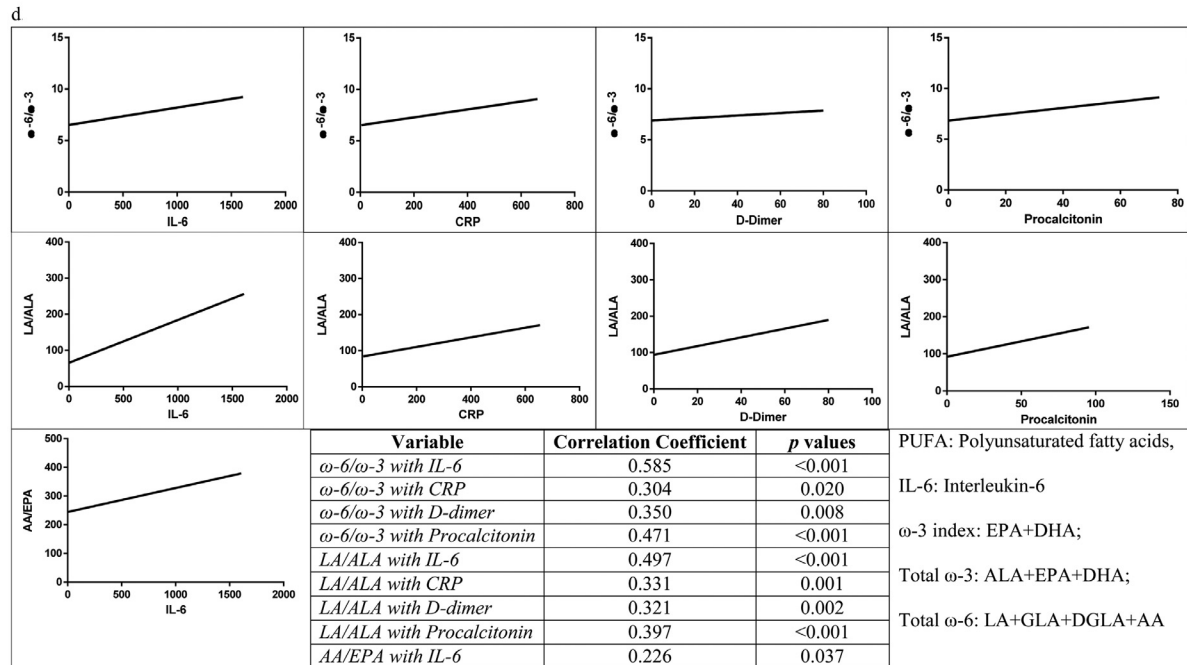 d
15
10
5
0
●-6/●-3
0 500 1000 1500 2000
IL-6
15
10
5
0
●-6/●-3
0 200 400 600 800
CRP
15
10
5
0
●-6/●-3
0 20 40 60 80 100
D-Dimer
15
10
5
0
●-6/●-3
0 20 40 60 80
Procalcitonin
400
300
200
100
0
LA/ALA
0 500 1000 1500 2000
IL-6
400
300
200
100
0
LA/ALA
0 200 400 600 800
CRP
400
300
200
100
0
LA/ALA
0 20 40 60 80 100
D-Dimer
400
300
200
100
0
LA/ALA
0 50 100 150
Procalcitonin
500
400
300
200
100
0
AA/EPA
0 500 1000 1500 2000
IL-6
Variable Correlation Coefficient p values
ω-6/ω-3 with IL-6 0.585 <0.001
ω-6/ω-3 with CRP 0.304 0.020
ω-6/ω-3 with D-dimer 0.350 0.008
ω-6/ω-3 with Procalcitonin 0.471 <0.001
LA/ALA with IL-6 0.497 <0.001
LA/ALA with CRP 0.331 0.001
LA/ALA with D-dimer 0.321 0.002
LA/ALA with Procalcitonin 0.397 <0.001
AA/EPA with IL-6 0.226 0.037
PUFA: Polyunsaturated fatty acids,
IL-6: Interleukin-6
ω-3 index: EPA+DHA;
Total ω-3: ALA+EPA+DHA;
Total ω-6: LA+GLA+DGLA+AA